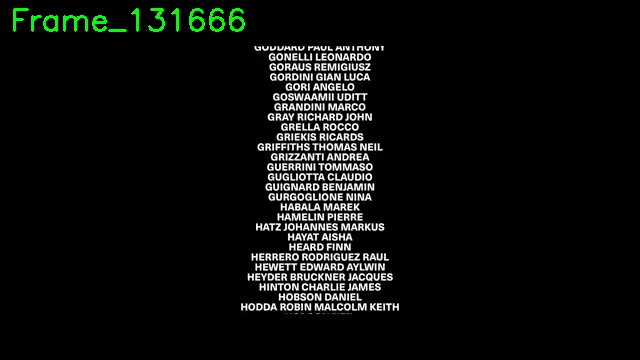 Frame_131666
GODDARD PAUL ANTHONY
GONELLI LEONARDO
GORAUS REMIGIUSZ
GORDINI GIAN LUCA
GORI ANGELO
GOSWAAMII UDITT
GRANDINI MARCO
GRAY RICHARD JOHN
GRELLA ROCCO
GRIEKIS RICARDS
GRIFFITHS THOMAS NEIL
GRIZZANTI ANDREA
GUERRINI TOMMASO
GUGLIOTTA CLAUDIO
GUIGNARD BENJAMIN
GURGOGLIONE NINA
HABALA MAREK
HAMELIN PIERRE
HATZ JOHANNES MARKUS
HAYAT AISHA
HEARD FINN
HERRERO RODRIGUEZ RAUL
HEWETT EDWARD AYLWIN
HEYDER BRUCKNER JACQUES
HINTON CHARLIE JAMES
HOBSON DANIEL
HODDA ROBIN MALCOLM KEITH